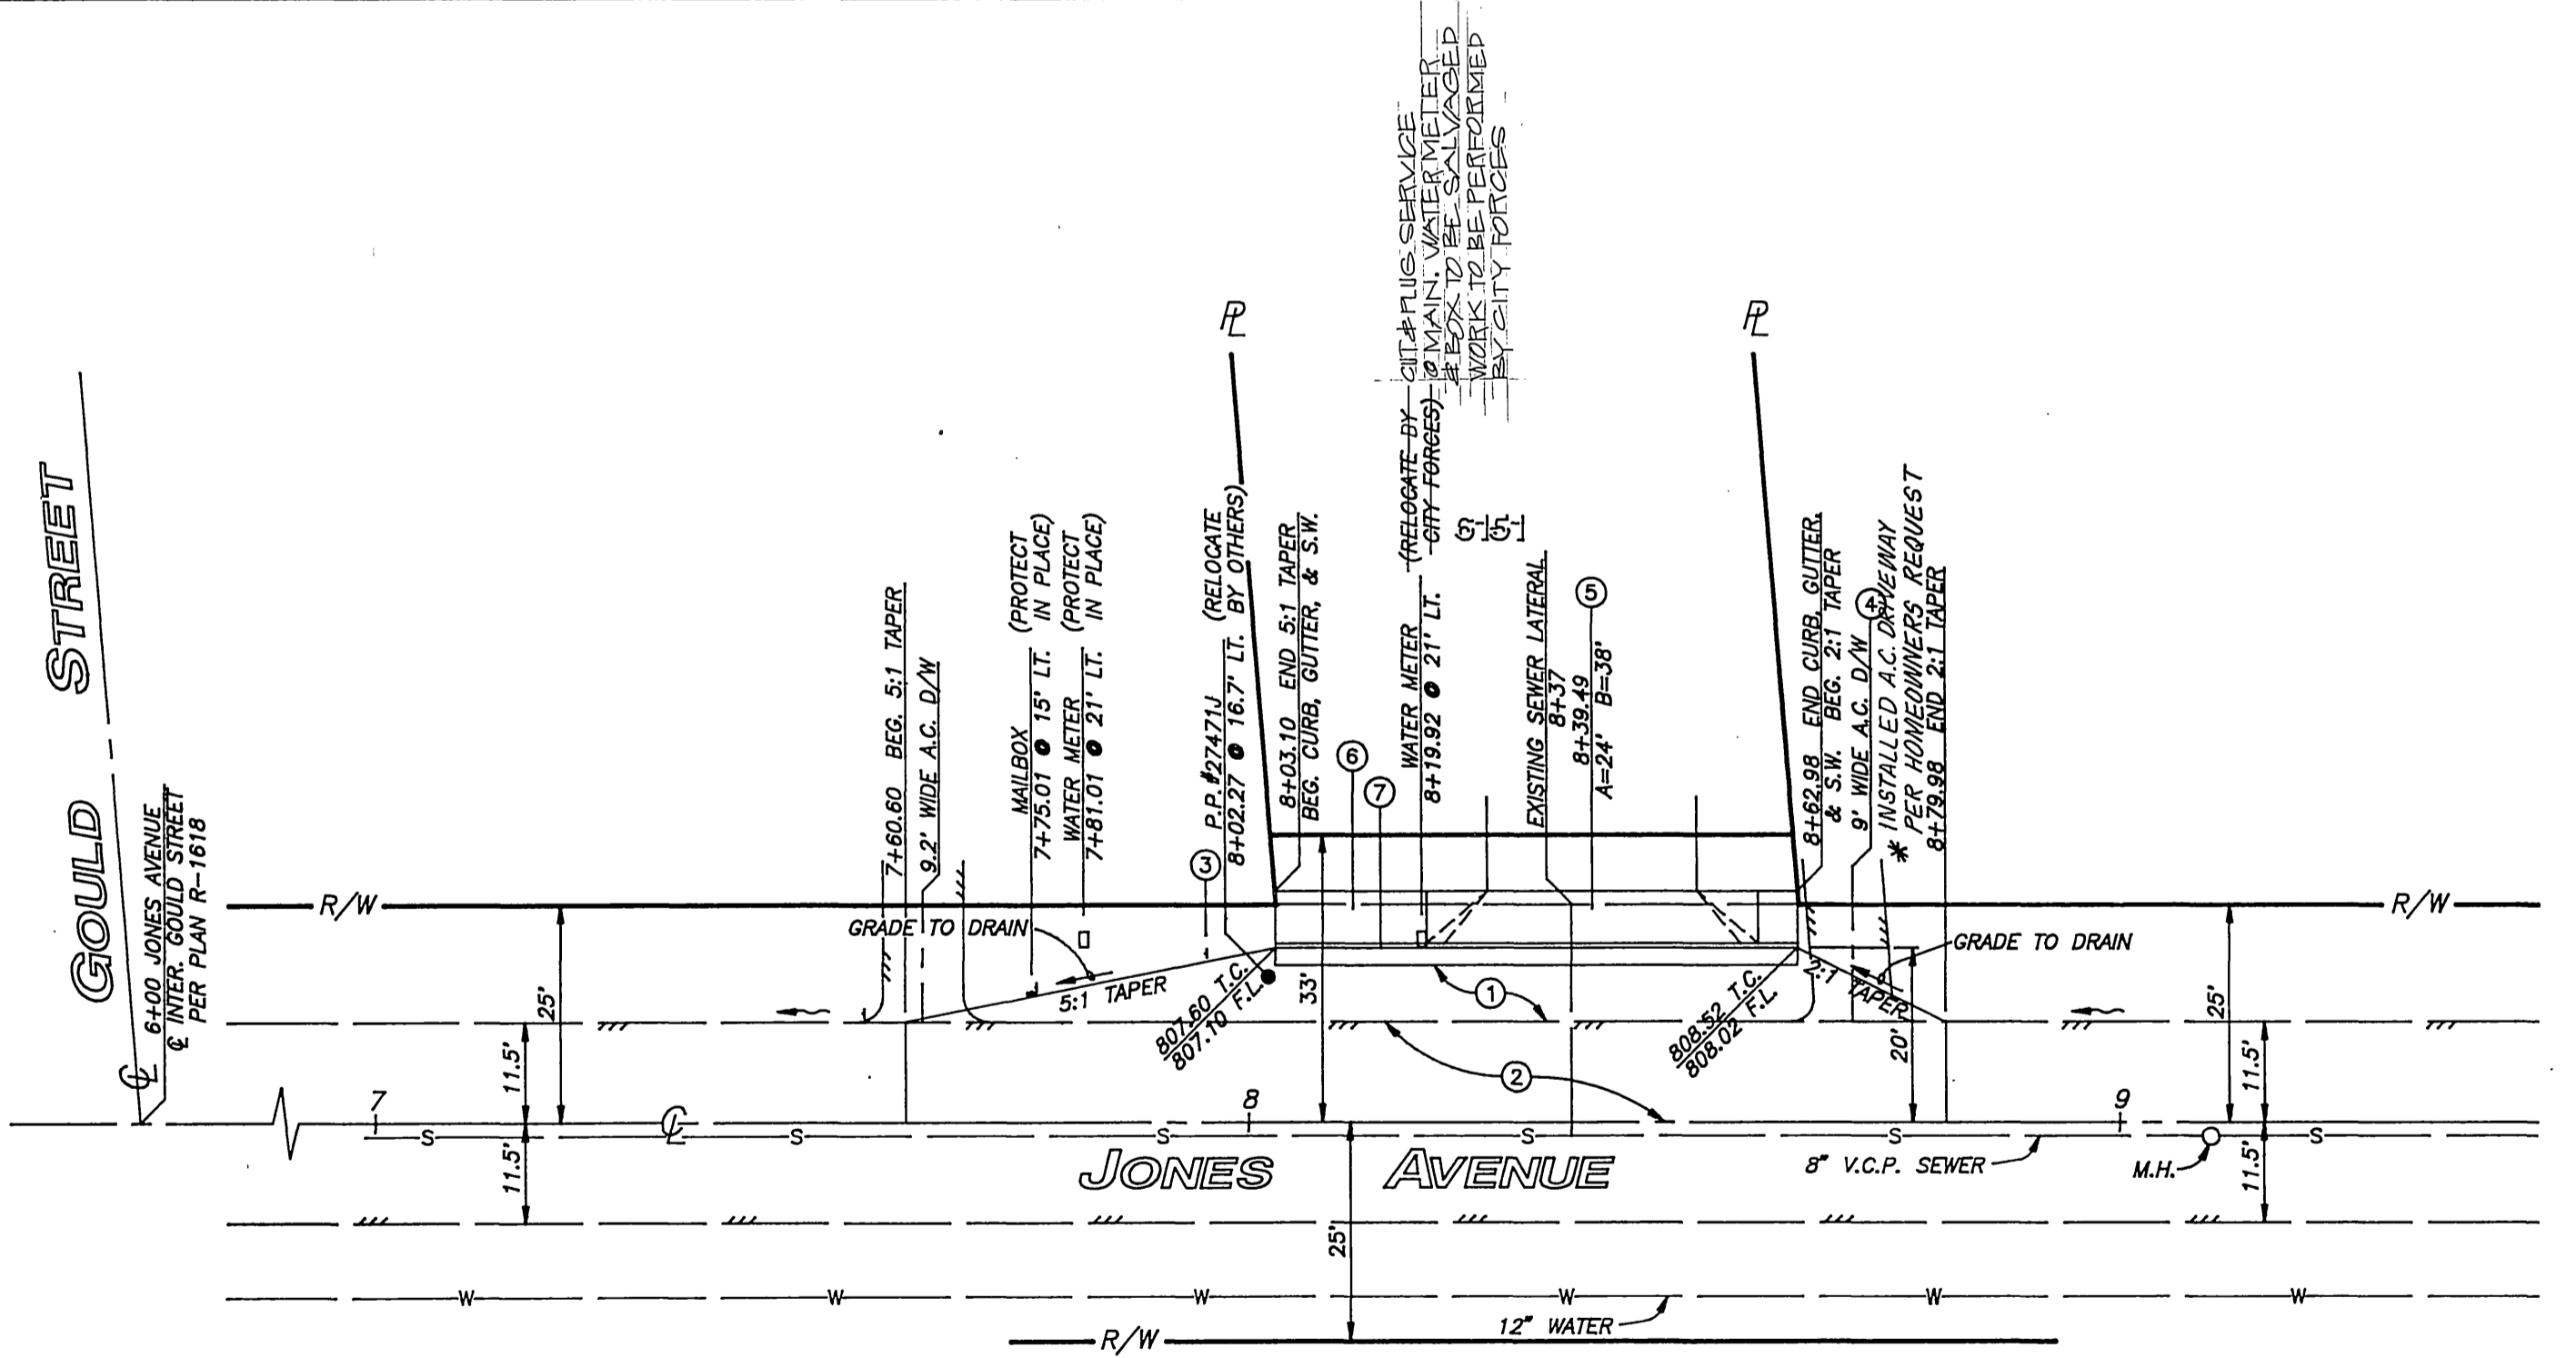 CUT & PLUG SERVICE
@ MAIN. WATER METER
& BOX TO BE SALVAGED
WORK TO BE PERFORMED
BY CITY FORCES
PL
PL
GOULD STREET
CL
6+00 JONES AVENUE
CL INTER. GOULD STREET
PER PLAN R-1618
R/W
25'
11.5'
11.5'
7+60.60 BEG. 5:1 TAPER
9.2' WIDE A.C. D/W
GRADE TO DRAIN
MAILBOX (PROTECT
7+75.01 @ 15' LT. IN PLACE)
WATER METER (PROTECT
7+81.01 @ 21' LT. IN PLACE)
5:1 TAPER
3
P.P.#27471J (RELOCATE
8+02.27 @ 16.7' LT. BY OTHERS)
8+03.10 END 5:1 TAPER
BEG. CURB, GUTTER, & S.W.
807.60 T.C.
807.10 F.L.
33'
6
7
WATER METER (RELOCATE BY
8+19.92 @ 21' LT. CITY FORCES)
EXISTING SEWER LATERAL
8+37
5
8+39.49
A=24' B=38'
1
2
8+62.98 END CURB, GUTTER,
& S.W. BEG. 2:1 TAPER
9' WIDE A.C. D/W
4
* INSTALLED A.C. DRIVEWAY
PER HOMEOWNERS REQUEST
8+79.98 END 2:1 TAPER
808.52 T.C.
808.02 F.L.
2:1 TAPER
20'
GRADE TO DRAIN
R/W
25'
11.5'
11.5'
7
CL
8
9
S
S
S
S
S
S
JONES AVENUE
8" V.C.P. SEWER
M.H.
25'
W
W
W
W
W
W
12" WATER
R/W